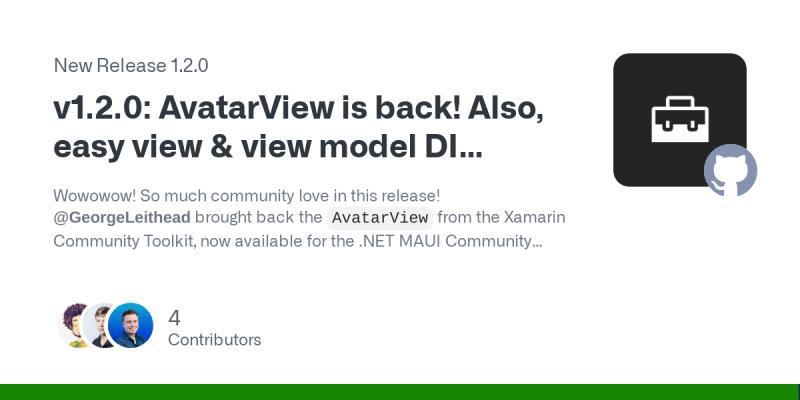 New Release 1.2.0
v1.2.0: AvatarView is back! Also,
easy view & view model DI...
Wowowow! So much community love in this release!
@GeorgeLeithead brought back the AvatarView from the Xamarin
Community Toolkit, now available for the .NET MAUI Community...
4
Contributors